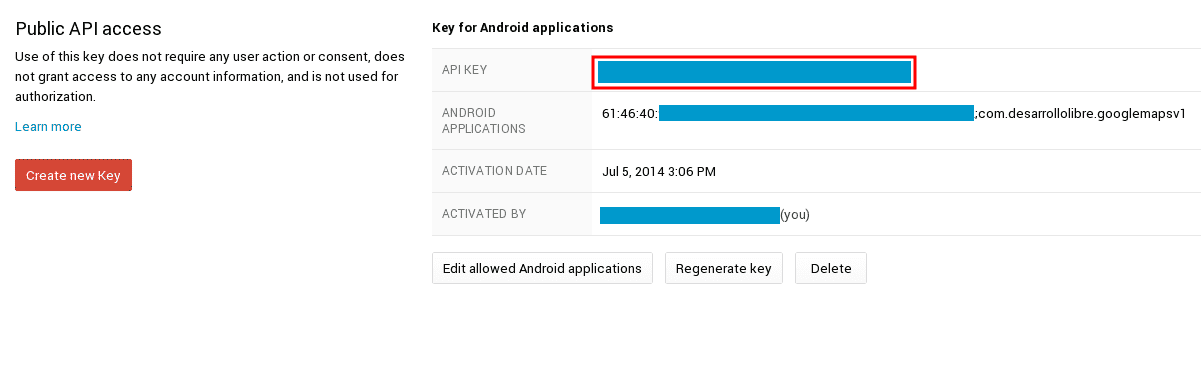 Public API access
Use of this key does not require any user action or consent, does
not grant access to any account information, and is not used for
authorization.
Learn more
Create new Key
Key for Android applications
API KEY
ANDROID
APPLICATIONS
61:46:40:
;com.desarrollolibre.googlemapsv1
ACTIVATION DATE
Jul 5, 2014 3:06 PM
ACTIVATED BY
(you)
Edit allowed Android applications
Regenerate key
Delete